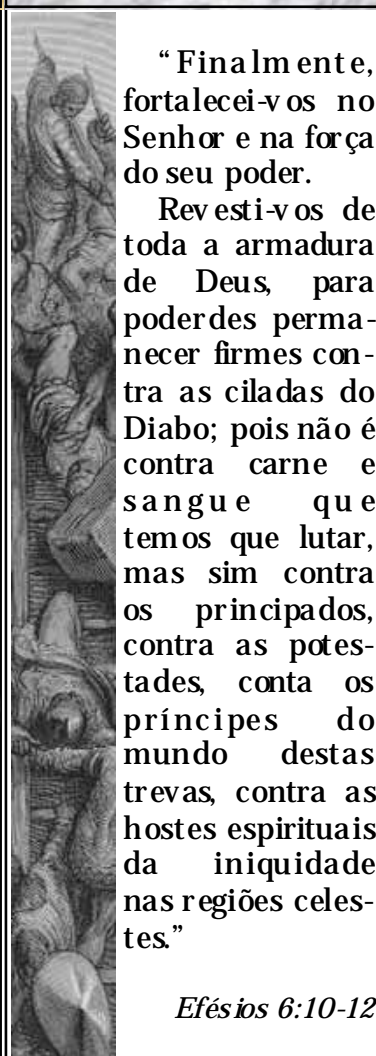 “Finalmente,
fortalecei-vos no
Senhor e na força
do seu poder.
Revesti-vos de
toda a armadura
de Deus, para
poderdes perma-
necer firmes con-
tra as ciladas do
Diabo; pois não é
contra carne e
sangue que
temos que lutar,
mas sim contra
os principados,
contra as potes-
tades, conta os
príncipes do
mundo destas
trevas, contra as
hostes espirituais
da iniquidade
nas regiões celes-
tes.”
Efésios 6:10-12